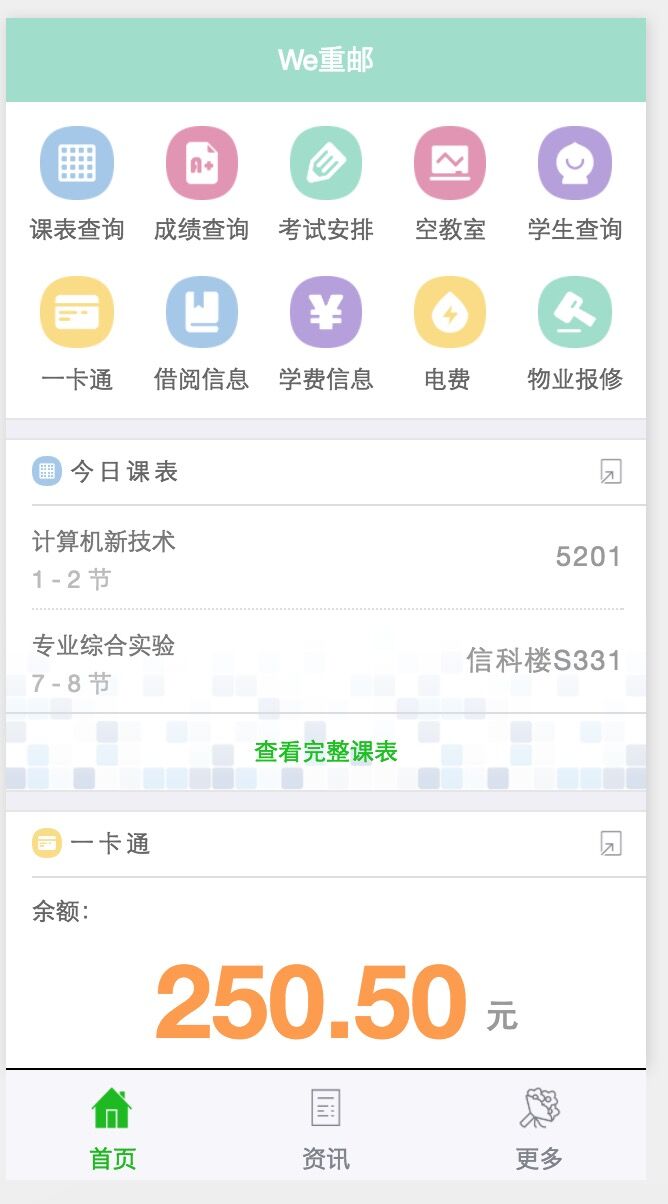 We重邮
课表查询 成绩查询 考试安排 空教室 学生查询
一卡通 借阅信息 学费信息 电费 物业报修
今日课表
计算机新技术
5201
1 - 2 节
专业综合实验
信科楼S331
7 - 8 节
查看完整课表
一卡通
余额：
250.50 元
首页 资讯 更多